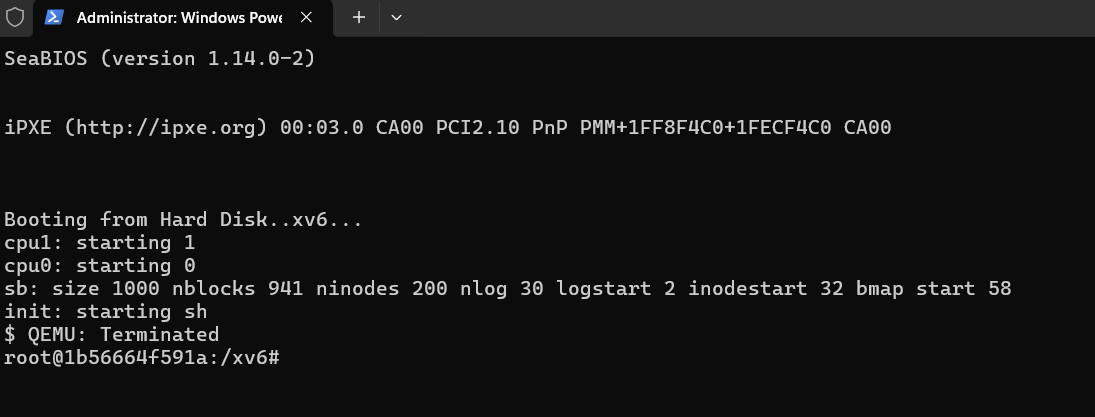 Administrator: Windows Powe
SeaBIOS (version 1.14.0-2)
iPXE (http://ipxe.org) 00:03.0 CA00 PCI2.10 PnP PMM+1FF8F4C0+1FECF4C0 CA00
Booting from Hard Disk..xv6...
cpu1: starting 1
cpu0: starting 0
sb: size 1000 nblocks 941 ninodes 200 nlog 30 logstart 2 inodestart 32 bmap start 58
init: starting sh
$ QEMU: Terminated
root@1b56664f591a:/xv6#